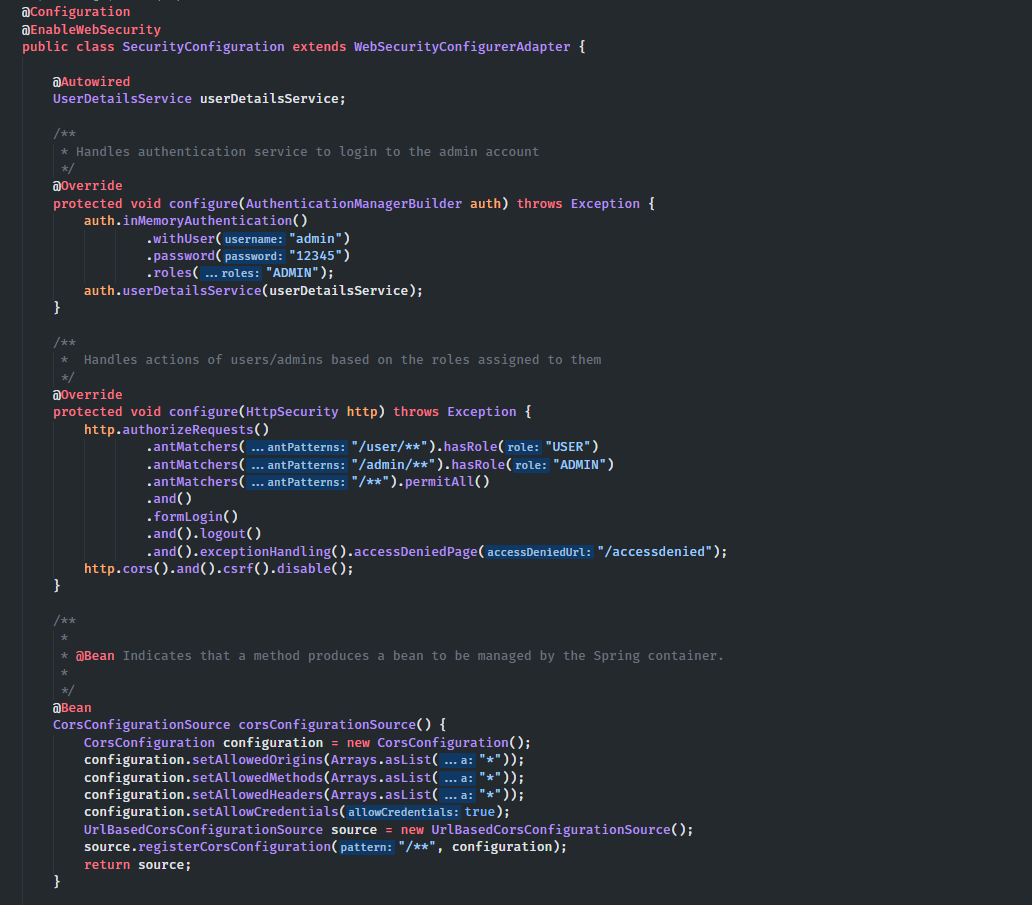 @Configuration
@EnableWebSecurity
public class SecurityConfiguration extends WebSecurityConfigurerAdapter {
@Autowired
UserDetailsService userDetailsService;
/**
* Handles authentication service to login to the admin account
*/
@Override
protected void configure(AuthenticationManagerBuilder auth) throws Exception {
auth.inMemoryAuthentication()
.withUser( username: "admin")
.password( password: "12345")
.roles( ...roles: "ADMIN");
auth.userDetailsService(userDetailsService);
}
/**
*  Handles actions of users/admins based on the roles assigned to them
*/
@Override
protected void configure(HttpSecurity http) throws Exception {
http.authorizeRequests()
.antMatchers( ...antPatterns: "/user/**").hasRole( role: "USER")
.antMatchers( ...antPatterns: "/admin/**").hasRole( role: "ADMIN")
.antMatchers( ...antPatterns: "/**").permitAll()
.and()
.formLogin()
.and().logout()
.and().exceptionHandling().accessDeniedPage( accessDeniedUrl: "/accessdenied");
http.cors().and().csrf().disable();
}
/**
*
* @Bean Indicates that a method produces a bean to be managed by the Spring container.
*
*/
@Bean
CorsConfigurationSource corsConfigurationSource() {
CorsConfiguration configuration = new CorsConfiguration();
configuration.setAllowedOrigins(Arrays.asList( ...a: "*"));
configuration.setAllowedMethods(Arrays.asList( ...a: "*"));
configuration.setAllowedHeaders(Arrays.asList( ...a: "*"));
configuration.setAllowCredentials( allowCredentials: true);
UrlBasedCorsConfigurationSource source = new UrlBasedCorsConfigurationSource();
source.registerCorsConfiguration( pattern: "/**", configuration);
return source;
}